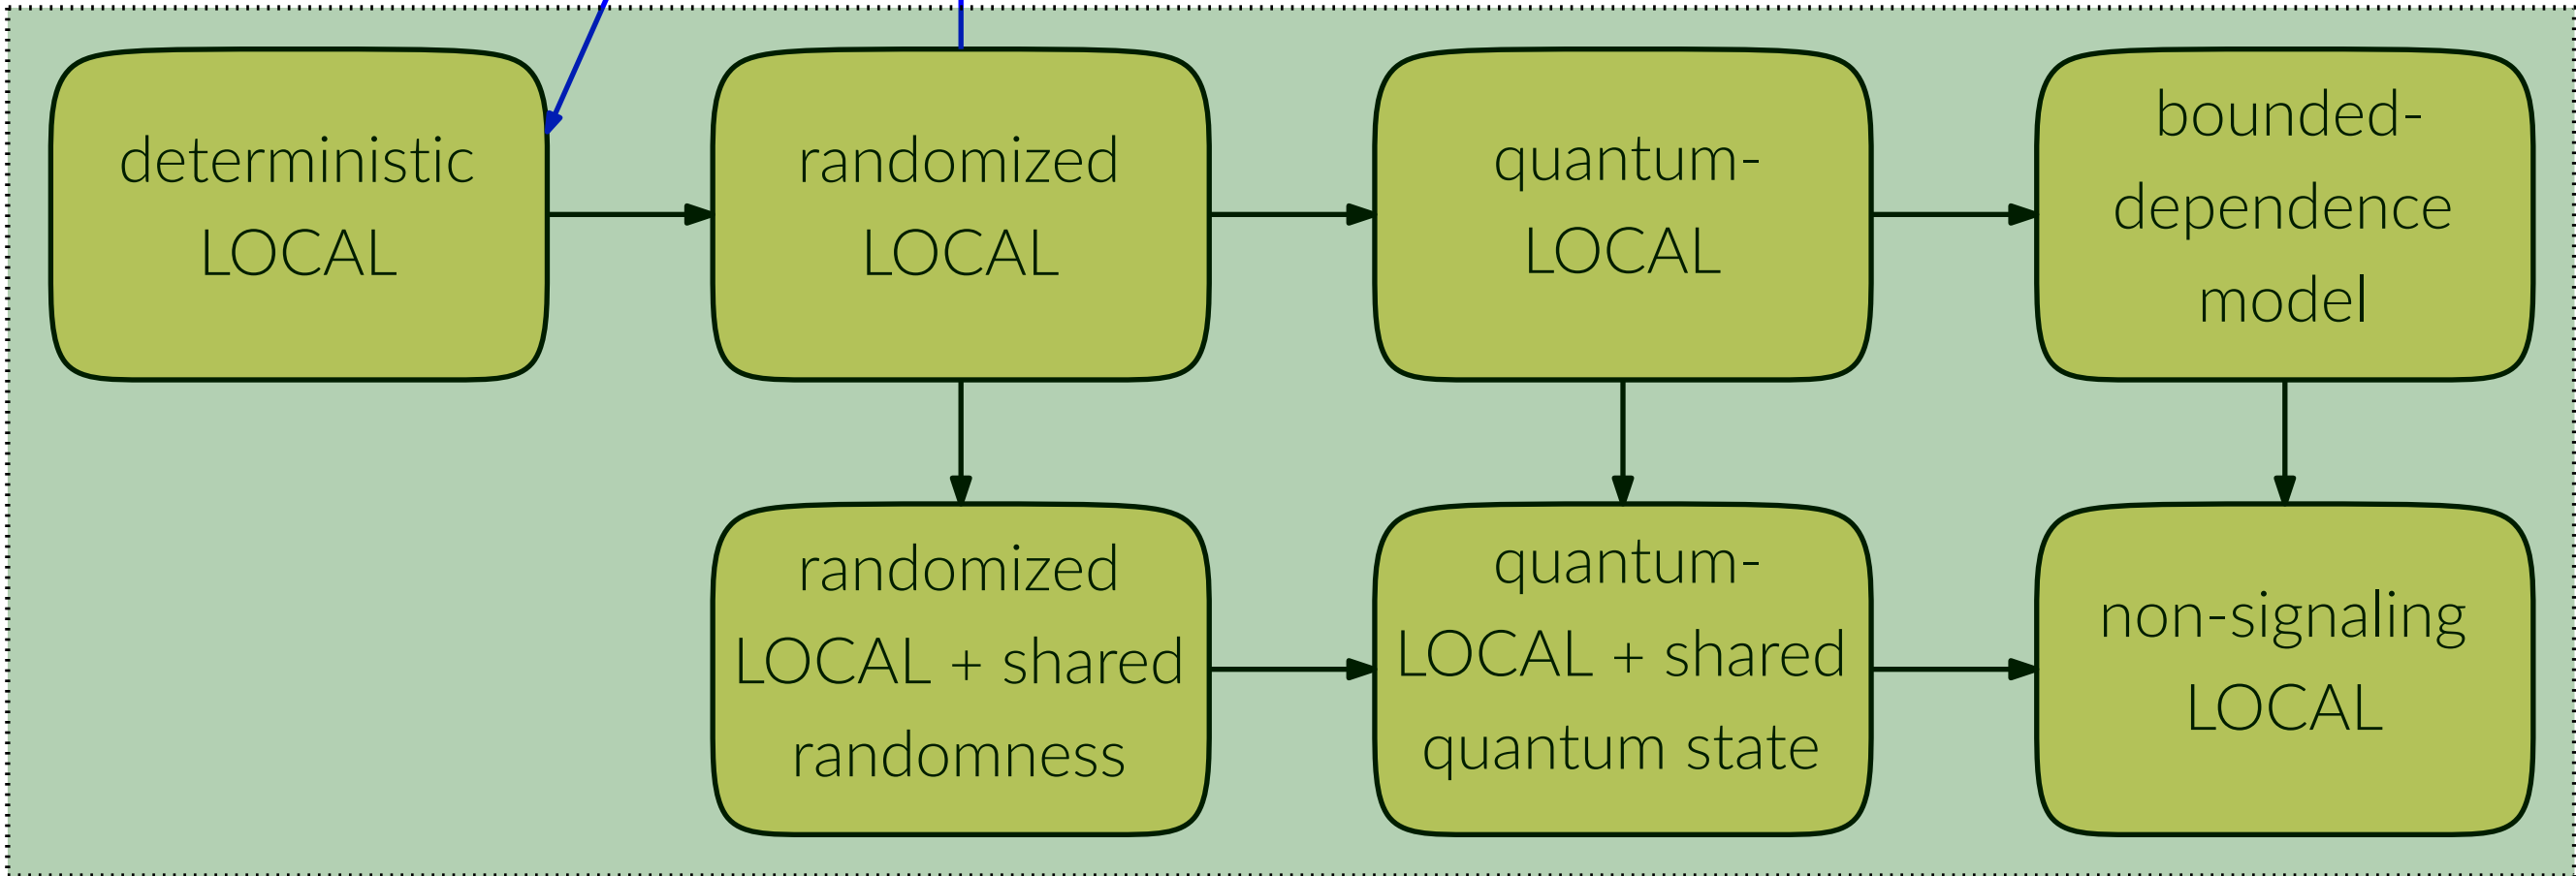 deterministic
LOCAL
randomized
LOCAL
quantum-
LOCAL
bounded-
dependence
model
randomized
LOCAL + shared
randomness
quantum-
LOCAL + shared
quantum state
non-signaling
LOCAL